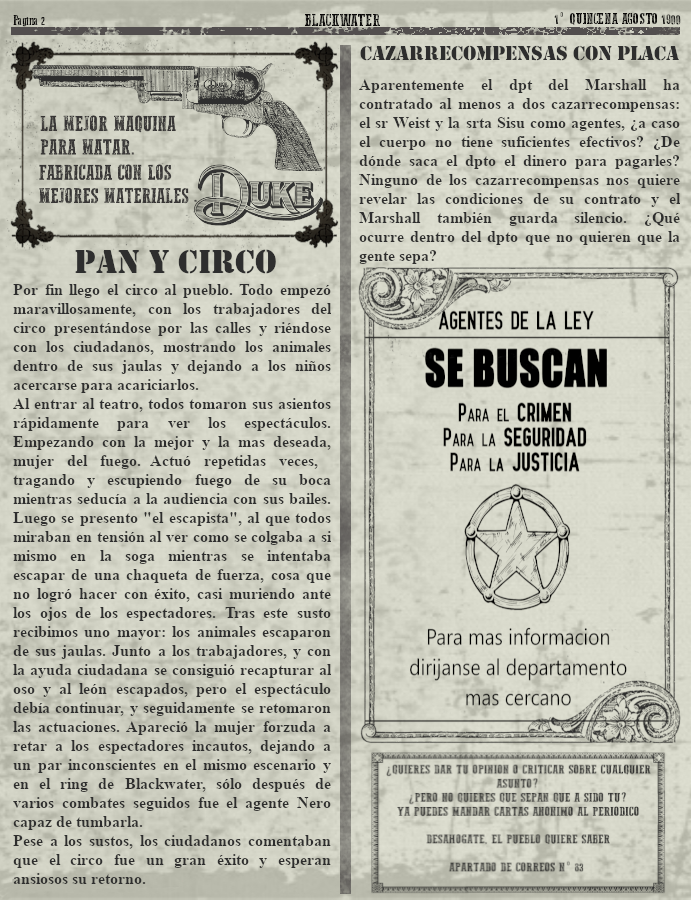 Pagina 2
BLACKWATER
1ª QUINCENA AGOSTO 1900
LA MEJOR MAQUINA
PARA MATAR.
FABRICADA CON LOS
MEJORES MATERIALES
DUKE
PAN Y CIRCO
Por fin llego el circo al pueblo. Todo empezó
maravillosamente, con los trabajadores del
circo presentándose por las calles y riéndose
con los ciudadanos, mostrando los animales
dentro de sus jaulas y dejando a los niños
acercarse para acariciarlos.
Al entrar al teatro, todos tomaron sus asientos
rápidamente para ver los espectáculos.
Empezando con la mejor y la mas deseada,
mujer del fuego. Actuó repetidas veces,
tragando y escupiendo fuego de su boca
mientras seducía a la audiencia con sus bailes.
Luego se presento "el escapista", al que todos
miraban en tensión al ver como se colgaba a si
mismo en la soga mientras se intentaba
escapar de una chaqueta de fuerza, cosa que
no logró hacer con éxito, casi muriendo ante
los ojos de los espectadores. Tras este susto
recibimos uno mayor: los animales escaparon
de sus jaulas. Junto a los trabajadores, y con
la ayuda ciudadana se consiguió recapturar al
oso y al león escapados, pero el espectáculo
debía continuar, y seguidamente se retomaron
las actuaciones. Apareció la mujer forzuda a
retar a los espectadores incautos, dejando a
un par inconscientes en el mismo escenario y
en el ring de Blackwater, sólo después de
varios combates seguidos fue el agente Nero
capaz de tumbarla.
Pese a los sustos, los ciudadanos comentaban
que el circo fue un gran éxito y esperan
ansiosos su retorno.
CAZARRECOMPENSAS CON PLACA
Aparentemente el dpt del Marshall ha
contratado al menos a dos cazarrecompensas:
el sr Weist y la srta Sisu como agentes, ¿a caso
el cuerpo no tiene suficientes efectivos? ¿De
dónde saca el dpto el dinero para pagarles?
Ninguno de los cazarrecompensas nos quiere
revelar las condiciones de su contrato y el
Marshall también guarda silencio. ¿Qué
ocurre dentro del dpto que no quieren que la
gente sepa?
AGENTES DE LA LEY
SE BUSCAN
PARA EL CRIMEN
PARA LA SEGURIDAD
PARA LA JUSTICIA
Para mas informacion
dirijanse al departamento
mas cercano
¿QUIERES DAR TU OPINION O CRITICAR SOBRE CUALQUIER
ASUNTO?
¿PERO NO QUIERES QUE SEPAN QUE A SIDO TU?
YA PUEDES MANDAR CARTAS ANONIMO AL PERIODICO
DESAHOGATE, EL PUEBLO QUIERE SABER
APARTADO DE CORREOS Nº 83